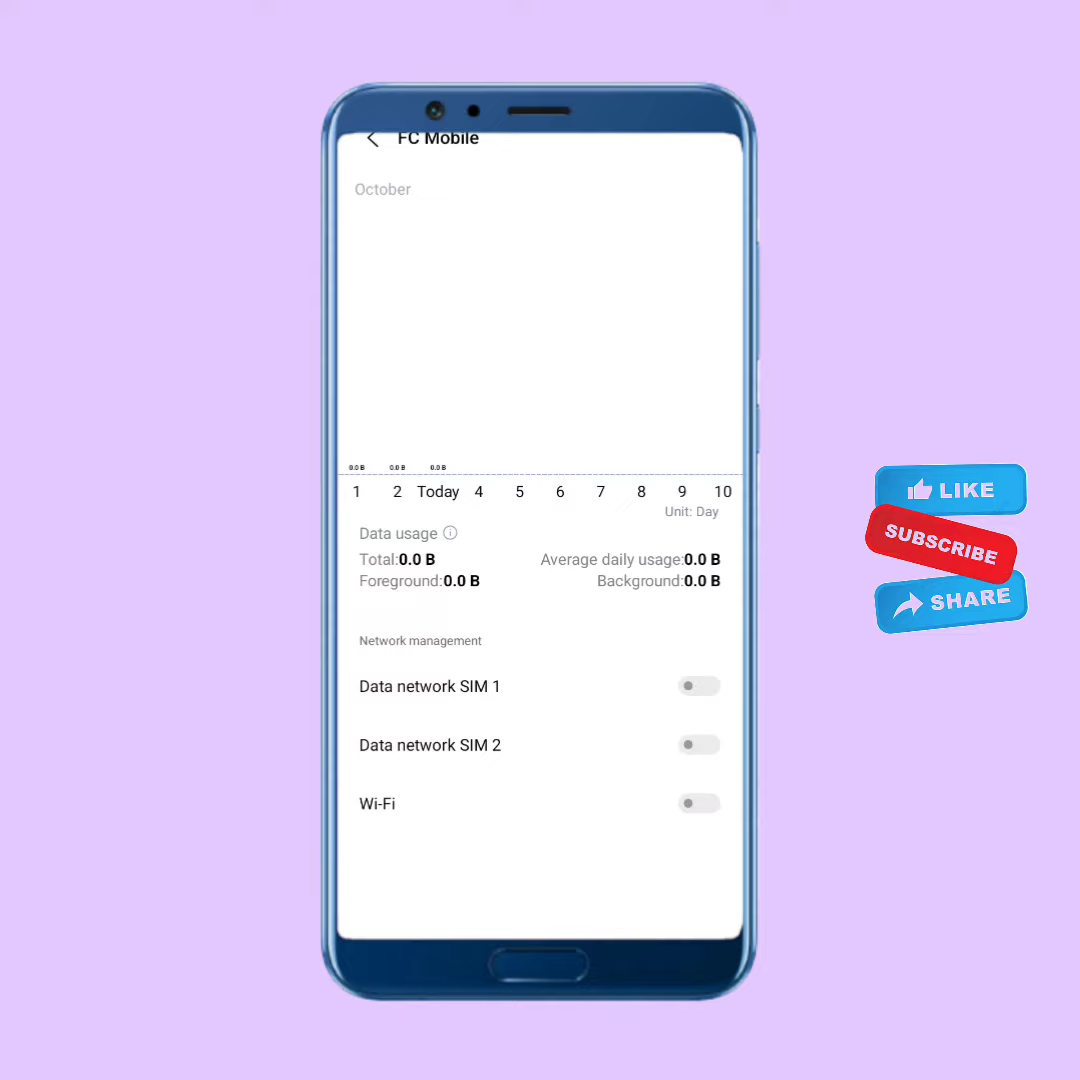 FC Mobile
October
0.0 B 0.0 B 0.0 B
1 2 Today 4 5 6 7 8 9 10
Unit: Day
Data usage
Total:0.0 B Average daily usage:0.0 B
Foreground:0.0 B Background:0.0 B
Network management
Data network SIM 1
Data network SIM 2
Wi-Fi
LIKE
SUBSCRIBE
SHARE